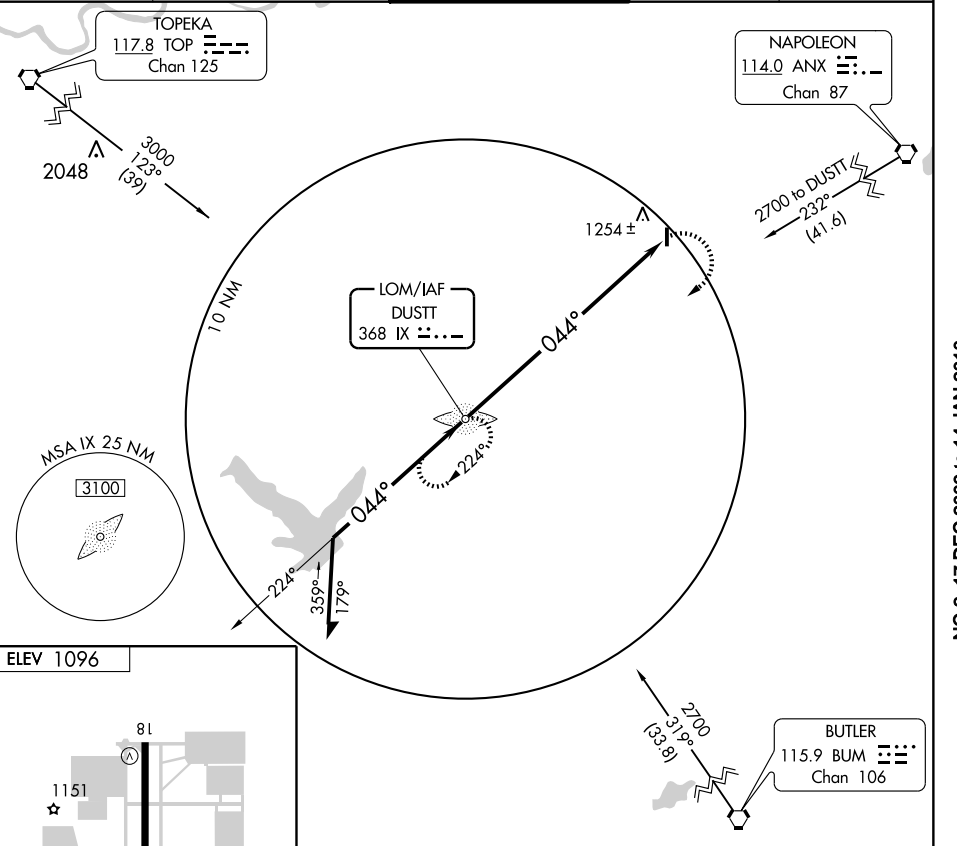 TOPEKA
117.8 TOP
Chan 125
NAPOLEON
114.0 ANX
Chan 87
3000
123°
(39)
2048
2700 to DUSTT
232°
(41.6)
1254 ±
10 NM
LOM/IAF
DUSTT
368 IX
044°
224°
MSA IX 25 NM
3100
044°
224°
359°
179°
ELEV 1096
18
1151
2700
319°
(33.8)
BUTLER
115.9 BUM
Chan 106